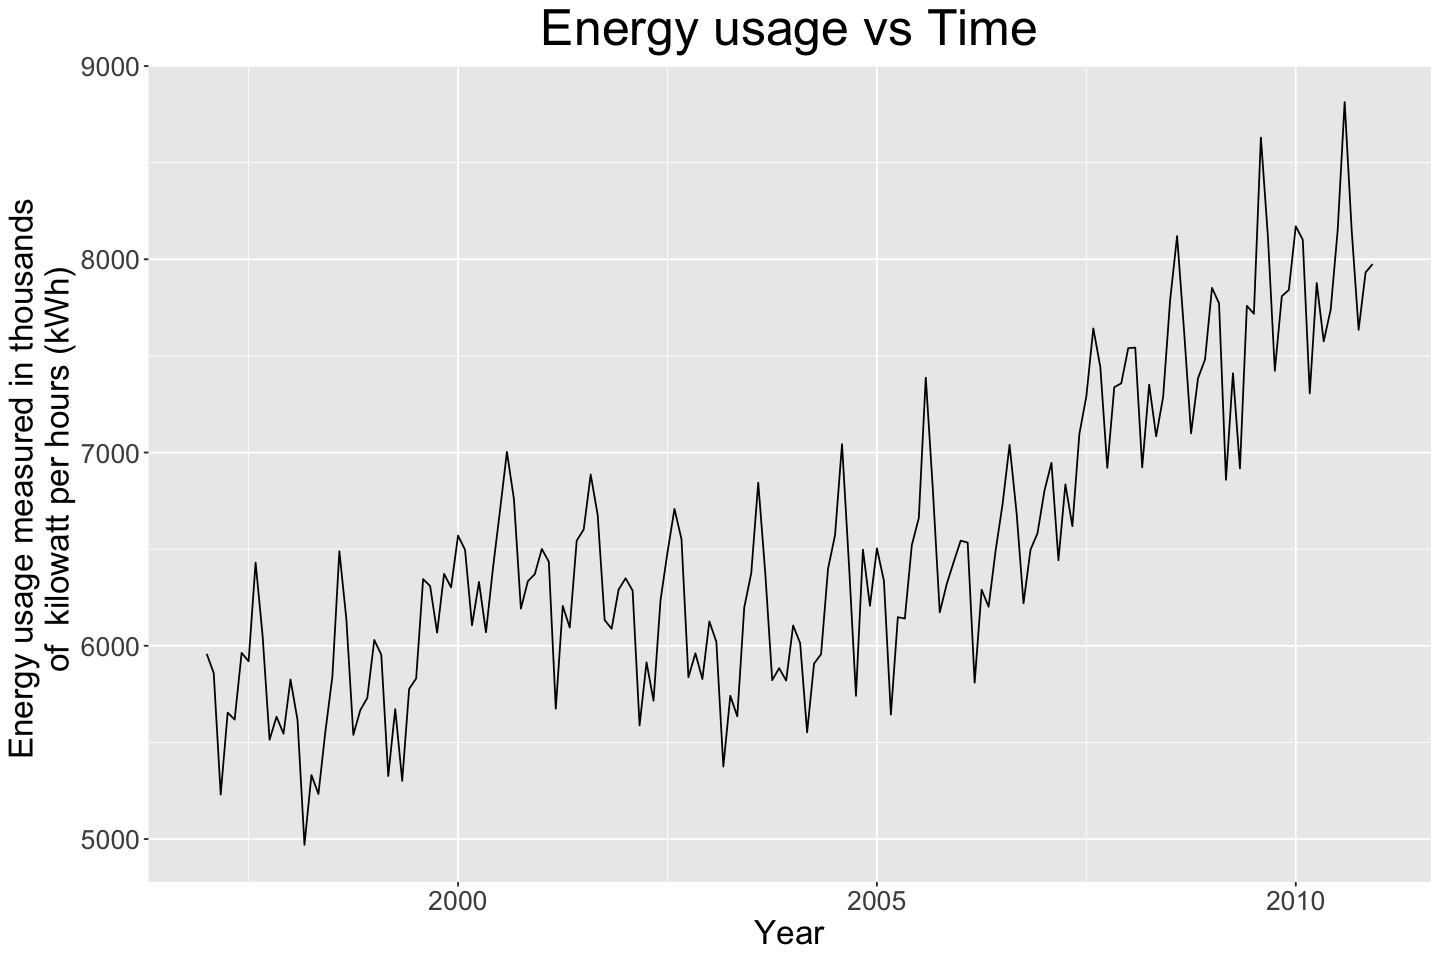 Energy usage vs Time
Energy usage measured in thousands
of  kilowatt per hours (kWh)
9000
8000
7000
6000
5000
2000
2005
2010
Year